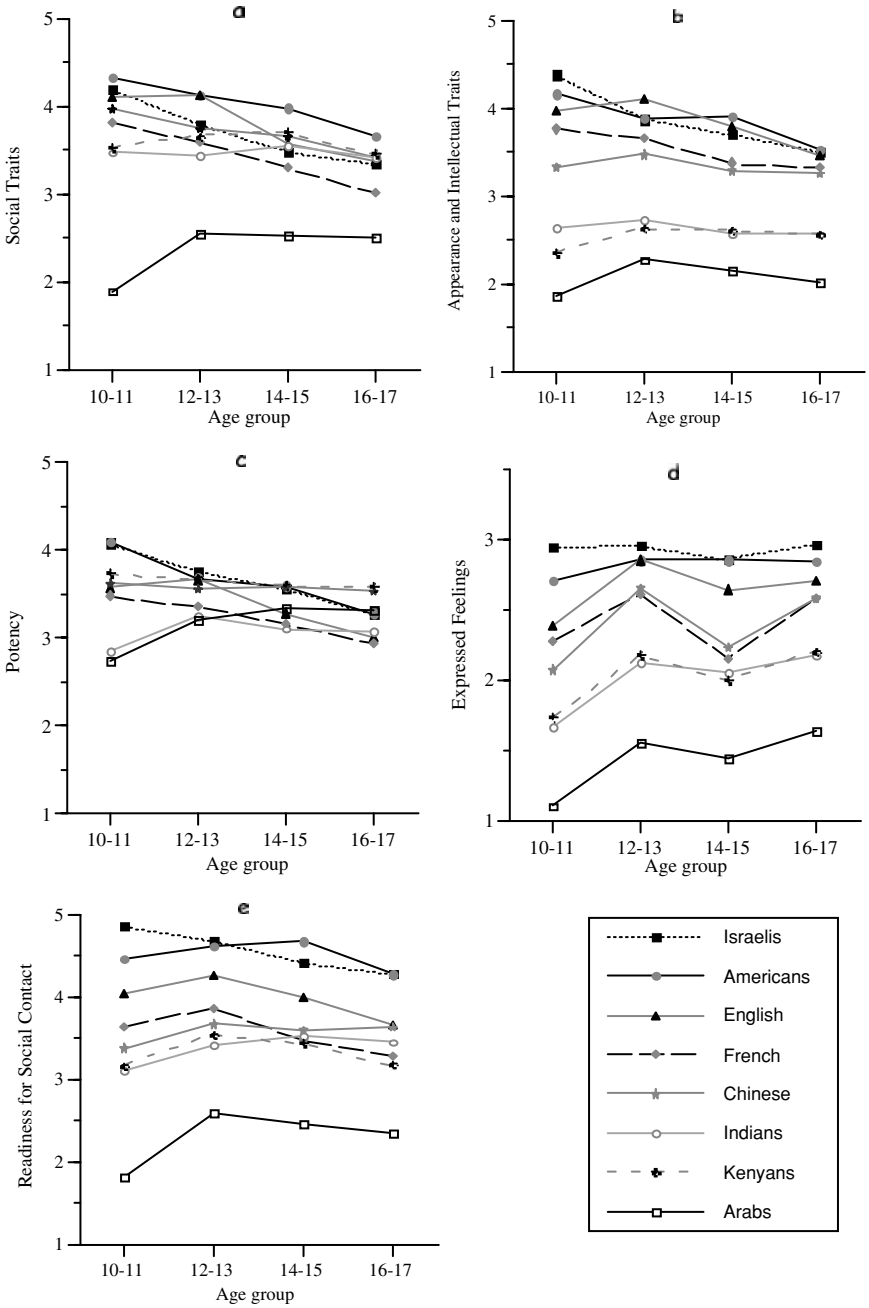 a
5
4
3
2
1
Social Traits
10-11 12-13 14-15 16-17
Age group
b
5
4
3
2
1
Appearance and Intellectual Traits
10-11 12-13 14-15 16-17
Age group
c
5
4
3
2
1
Potency
10-11 12-13 14-15 16-17
Age group
d
3
2
1
Expressed Feelings
10-11 12-13 14-15 16-17
Age group
e
5
4
3
2
1
Readiness for Social Contact
10-11 12-13 14-15 16-17
Age group
Israelis
Americans
English
French
Chinese
Indians
Kenyans
Arabs